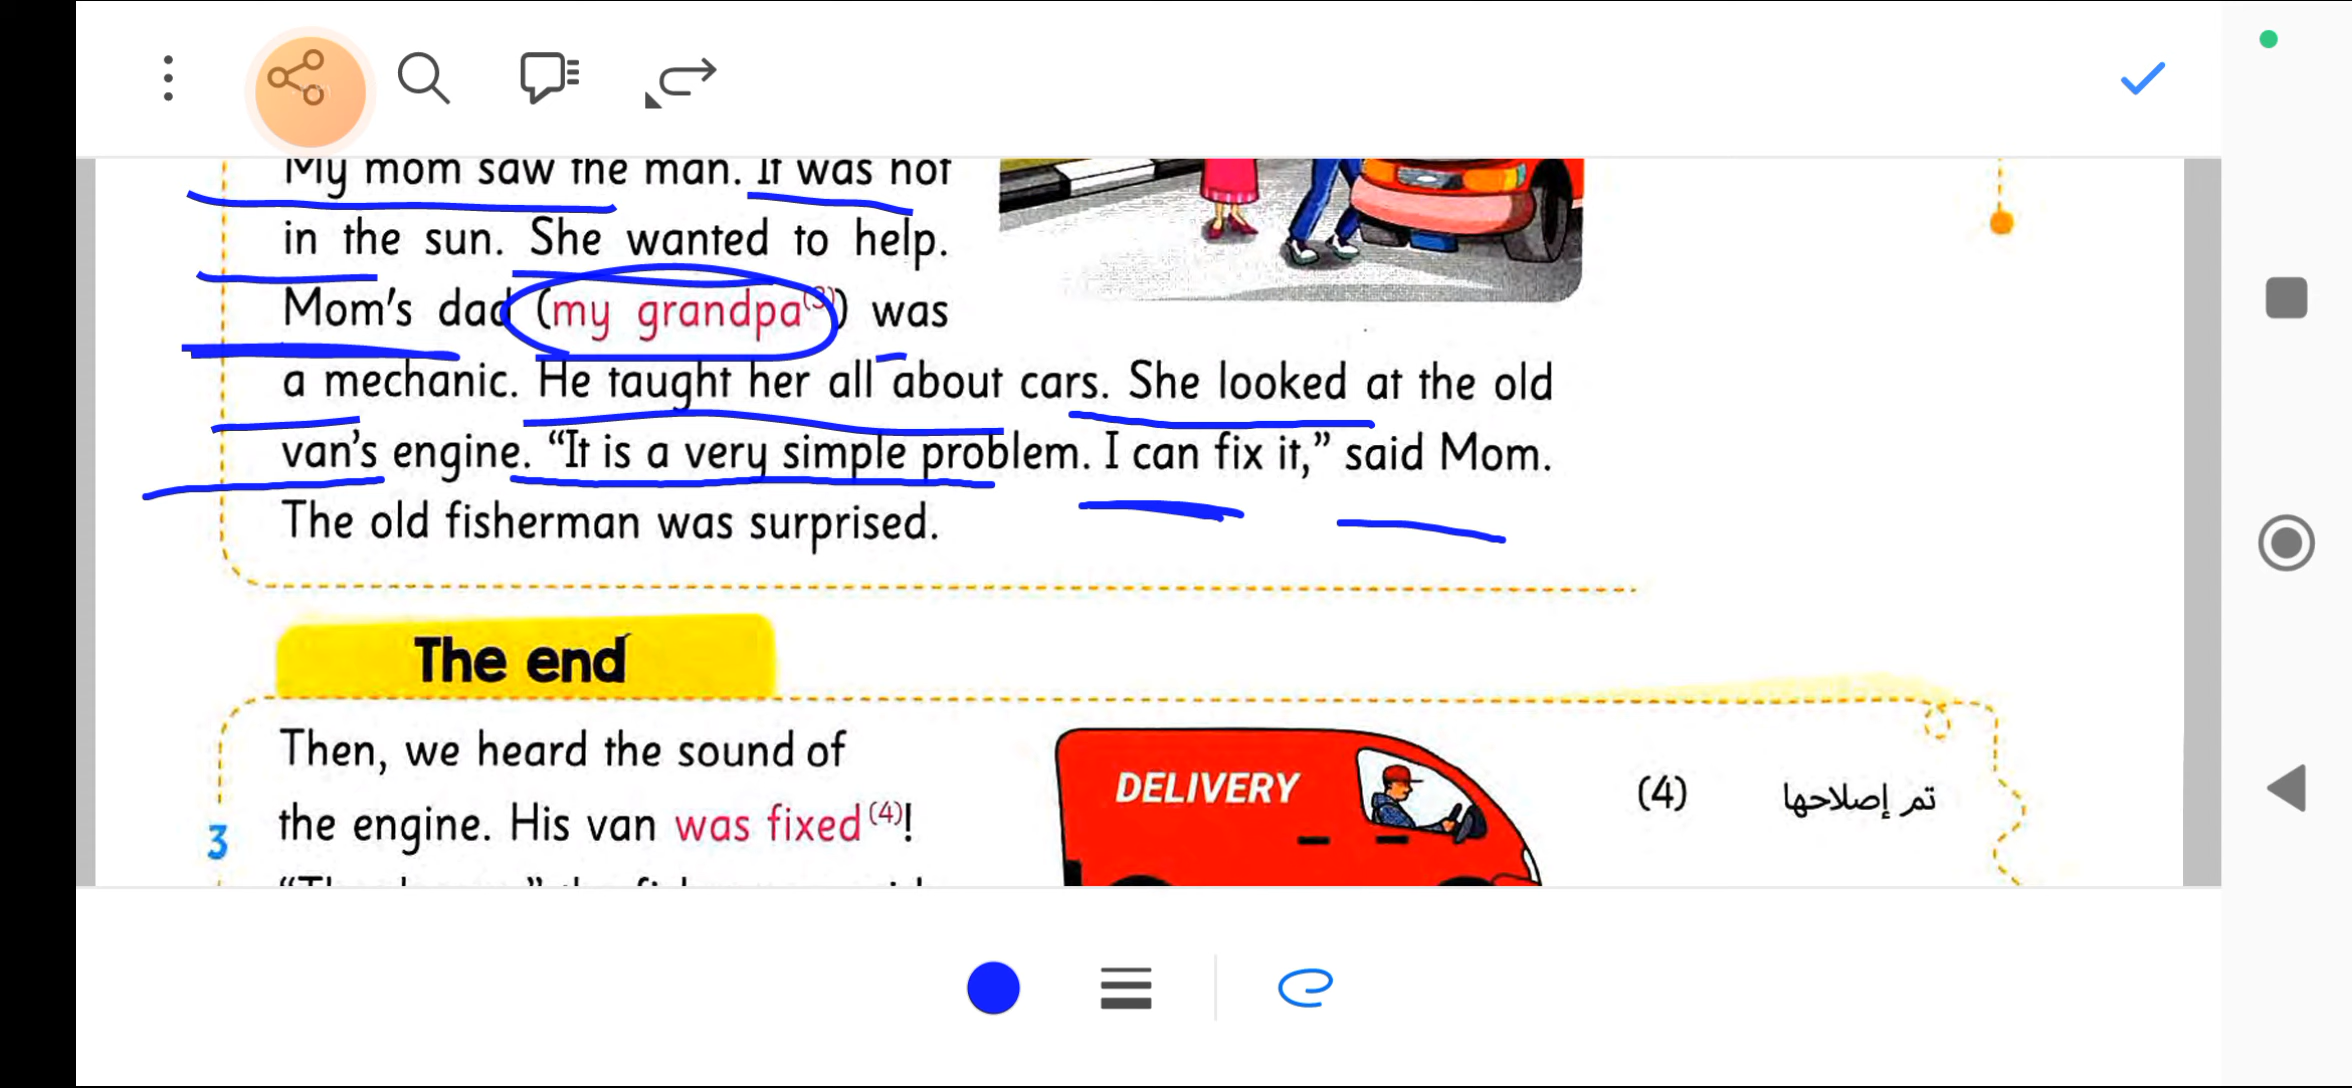 My mom saw the man. It was hot
in the sun. She wanted to help.
Mom's dad (my grandpa(3)) was
a mechanic. He taught her all about cars. She looked at the old
van's engine. “It is a very simple problem. I can fix it,” said Mom.
The old fisherman was surprised.
The end
Then, we heard the sound of
the engine. His van was fixed(4)!
3
DELIVERY
(4) تم إصلاحها